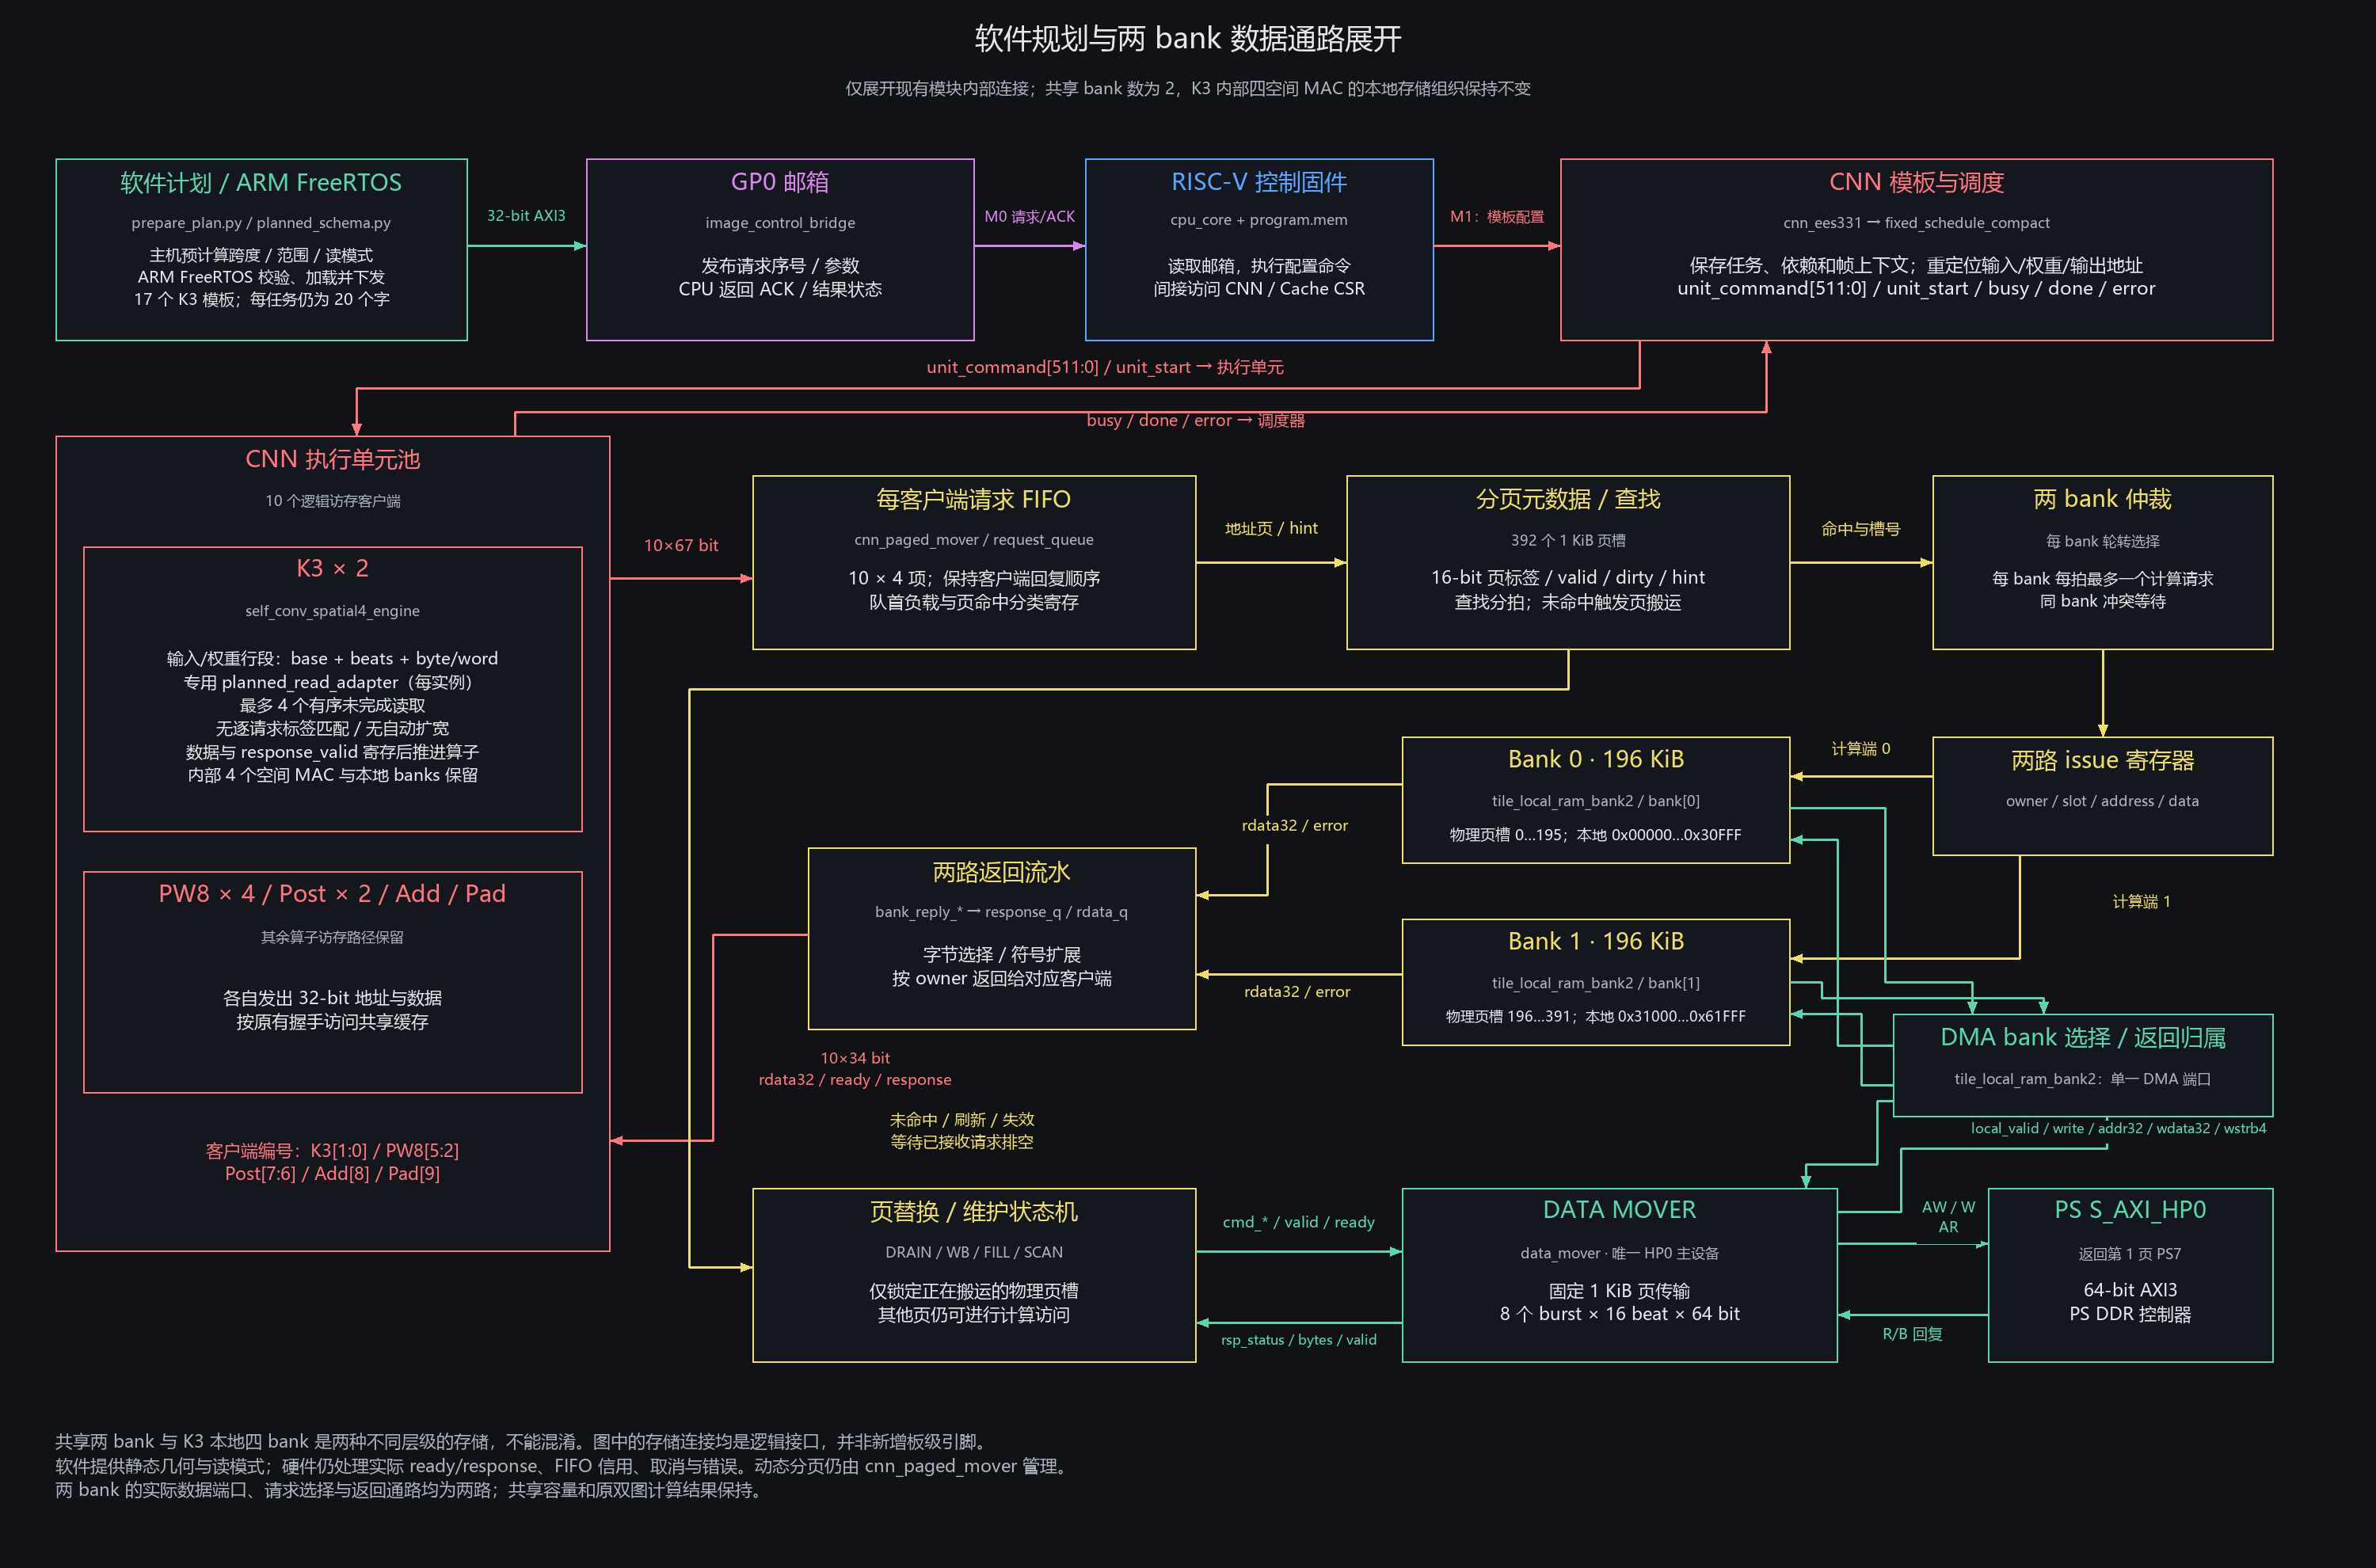 软件规划与两 bank 数据通路展开
仅展开现有模块内部连接；共享 bank 数为 2，K3 内部四空间 MAC 的本地存储组织保持不变
软件计划 / ARM FreeRTOS
prepare_plan.py / planned_schema.py
主机预计算跨度 / 范围 / 读模式
ARM FreeRTOS 校验、加载并下发
17 个 K3 模板；每任务仍为 20 个字
32-bit AXI3
GP0 邮箱
image_control_bridge
发布请求序号 / 参数
CPU 返回 ACK / 结果状态
M0 请求/ACK
RISC-V 控制固件
cpu_core + program.mem
读取邮箱，执行配置命令
间接访问 CNN / Cache CSR
M1：模板配置
CNN 模板与调度
cnn_ees331 → fixed_schedule_compact
保存任务、依赖和帧上下文；重定位输入/权重/输出地址
unit_command[511:0] / unit_start / busy / done / error
unit_command[511:0] / unit_start → 执行单元
busy / done / error → 调度器
CNN 执行单元池
10 个逻辑访存客户端
K3 × 2
self_conv_spatial4_engine
输入/权重行段：base + beats + byte/word
专用 planned_read_adapter（每实例）
最多 4 个有序未完成读取
无逐请求标签匹配 / 无自动扩宽
数据与 response_valid 寄存后推进算子
内部 4 个空间 MAC 与本地 banks 保留
PW8 × 4 / Post × 2 / Add / Pad
其余算子访存路径保留
各自发出 32-bit 地址与数据
按原有握手访问共享缓存
客户端编号：K3[1:0] / PW8[5:2]
Post[7:6] / Add[8] / Pad[9]
10×67 bit
每客户端请求 FIFO
cnn_paged_mover / request_queue
10 × 4 项；保持客户端回复顺序
队首负载与页命中分类寄存
地址页 / hint
分页元数据 / 查找
392 个 1 KiB 页槽
16-bit 页标签 / valid / dirty / hint
查找分拍；未命中触发页搬运
命中与槽号
两 bank 仲裁
每 bank 轮转选择
每 bank 每拍最多一个计算请求
同 bank 冲突等待
两路 issue 寄存器
owner / slot / address / data
计算端 0
计算端 1
Bank 0 · 196 KiB
tile_local_ram_bank2 / bank[0]
物理页槽 0…195；本地 0x00000…0x30FFF
rdata32 / error
Bank 1 · 196 KiB
tile_local_ram_bank2 / bank[1]
物理页槽 196…391；本地 0x31000…0x61FFF
rdata32 / error
两路返回流水
bank_reply_* → response_q / rdata_q
字节选择 / 符号扩展
按 owner 返回给对应客户端
10×34 bit
rdata32 / ready / response
未命中 / 刷新 / 失效
等待已接收请求排空
DMA bank 选择 / 返回归属
tile_local_ram_bank2：单一 DMA 端口
local_valid / write / addr32 / wdata32 / wstrb4
页替换 / 维护状态机
DRAIN / WB / FILL / SCAN
仅锁定正在搬运的物理页槽
其他页仍可进行计算访问
cmd_* / valid / ready
rsp_status / bytes / valid
DATA MOVER
data_mover · 唯一 HP0 主设备
固定 1 KiB 页传输
8 个 burst × 16 beat × 64 bit
AW / W
AR
R/B 回复
PS S_AXI_HP0
返回第 1 页 PS7
64-bit AXI3
PS DDR 控制器
共享两 bank 与 K3 本地四 bank 是两种不同层级的存储，不能混淆。图中的存储连接均是逻辑接口，并非新增板级引脚。
软件提供静态几何与读模式；硬件仍处理实际 ready/response、FIFO 信用、取消与错误。动态分页仍由 cnn_paged_mover 管理。
两 bank 的实际数据端口、请求选择与返回通路均为两路；共享容量和原双图计算结果保持。